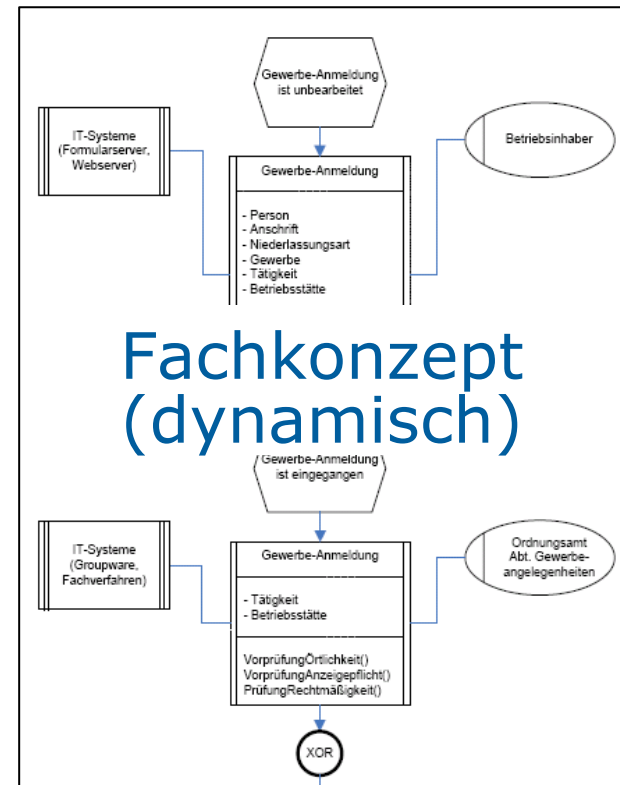 Gewerbe-Anmeldung
ist unbearbeitet
IT-Systeme
(Formularserver,
Webserver)
Betriebsinhaber
Gewerbe-Anmeldung
- Person
- Anschrift
- Niederlassungsart
- Gewerbe
- Tätigkeit
- Betriebsstätte
Fachkonzept
(dynamisch)
Gewerbe-Anmeldung
ist eingegangen
IT-Systeme
(Groupware,
Fachverfahren)
Ordnungsamt
Abt. Gewerbe-
angelegenheiten
Gewerbe-Anmeldung
- Tätigkeit
- Betriebsstätte
VorprüfungÖrtlichkeit()
VorprüfungAnzeigepflicht()
PrüfungRechtmäßigkeit()
XOR